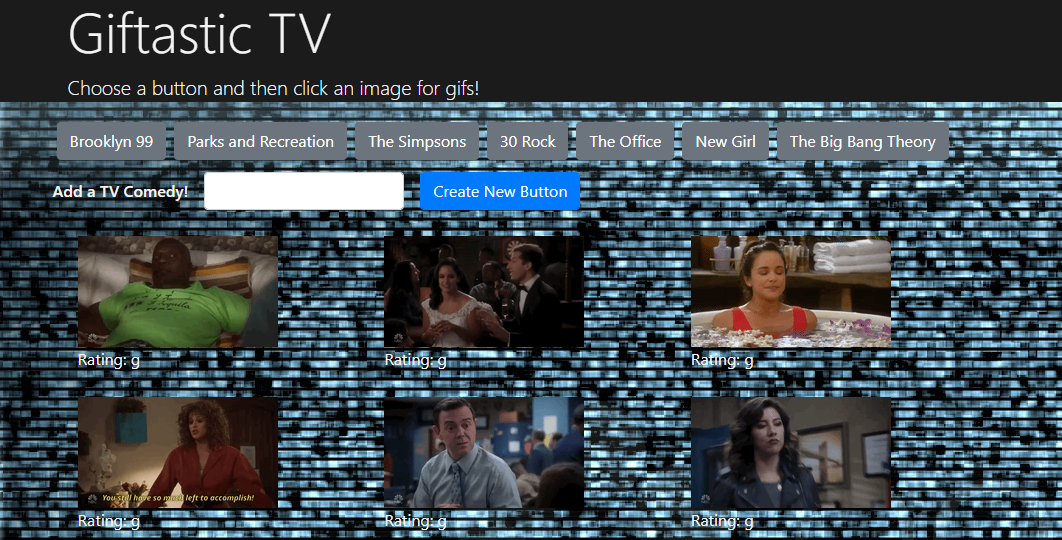 Giftastic TV
Choose a button and then click an image for gifs!
Brooklyn 99 Parks and Recreation The Simpsons 30 Rock The Office New Girl The Big Bang Theory
Add a TV Comedy! Create New Button
Rating: g Rating: g Rating: g
You still have so much left to accomplish!
Rating: g Rating: g Rating: g